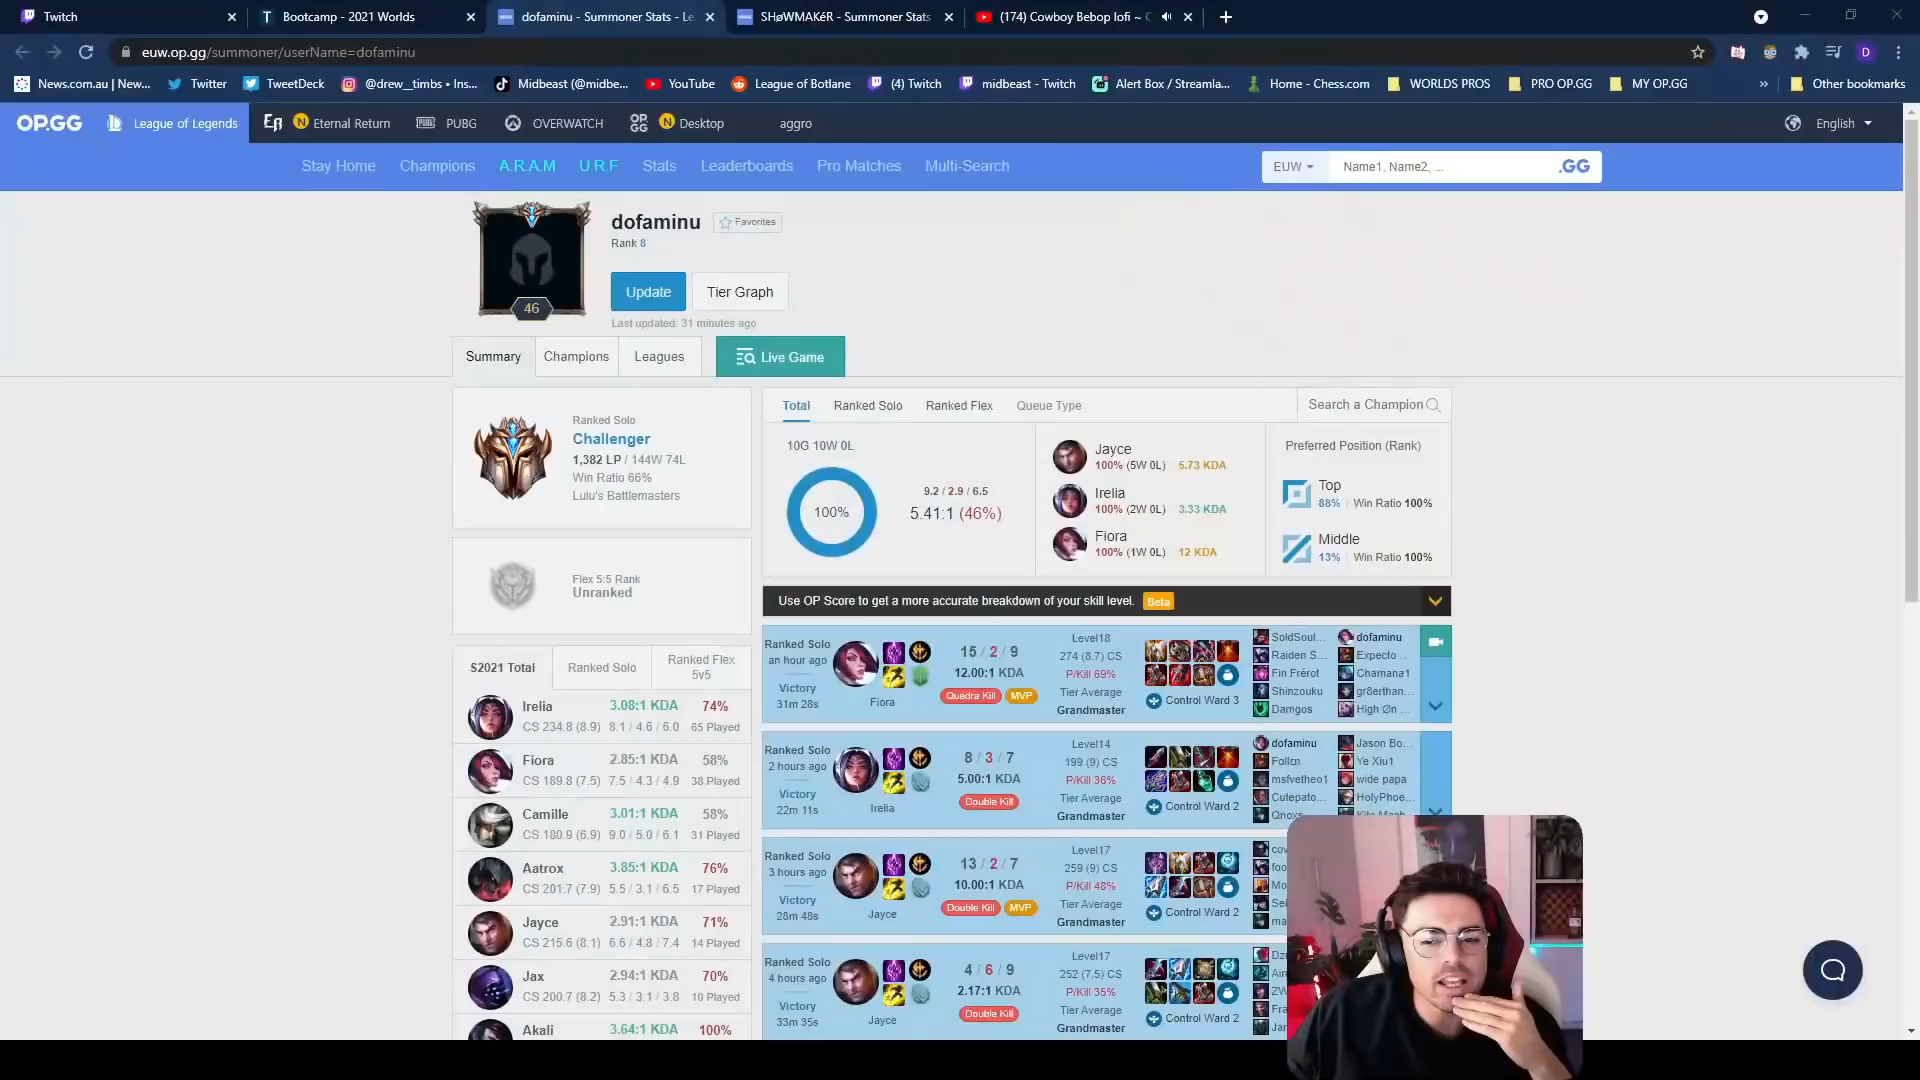 Twitch
Bootcamp - 2021 Worlds
dofaminu - Summoner Stats - Le
SHøWMAKéR - Summoner Stats
(174) Cowboy Bebop lofi ~
euw.op.gg/summoner/userName=dofaminu
D
News.com.au | New...
Twitter
TweetDeck
@drew_timbs • Ins...
Midbeast (@midbe...
YouTube
League of Botlane
(4) Twitch
midbeast - Twitch
Alert Box / Streamla...
Home - Chess.com
WORLDS PROS
PRO OP.GG
MY OP.GG
»
Other bookmarks
OP.GG
League of Legends
Eternal Return
PUBG
OVERWATCH
OP
GG
Desktop
aggro
English
Stay Home
Champions
A.R.A.M
U.R.F
Stats
Leaderboards
Pro Matches
Multi-Search
EUW
Name1, Name2, ...
.GG
46
dofaminu
Favorites
Rank 8
Update
Tier Graph
Last updated: 31 minutes ago
Summary
Champions
Leagues
Live Game
Ranked Solo
Challenger
1,382 LP / 144W 74L
Win Ratio 66%
Lulu's Battlemasters
Flex 5:5 Rank
Unranked
S2021 Total
Ranked Solo
Ranked Flex
5v5
Irelia 3.08:1 KDA 74%
CS 234.8 (8.9) 8.1 / 4.6 / 6.0 65 Played
Fiora 2.85:1 KDA 58%
CS 189.8 (7.5) 7.5 / 4.3 / 4.9 38 Played
Camille 3.01:1 KDA 58%
CS 180.9 (6.9) 9.0 / 5.0 / 6.1 31 Played
Aatrox 3.85:1 KDA 76%
CS 201.7 (7.9) 5.5 / 3.1 / 6.5 17 Played
Jayce 2.91:1 KDA 71%
CS 215.6 (8.1) 6.6 / 4.8 / 7.4 14 Played
Jax 2.94:1 KDA 70%
CS 200.7 (8.2) 5.3 / 3.1 / 3.8 10 Played
Akali 3.64:1 KDA 100%
Total
Ranked Solo
Ranked Flex
Queue Type
Search a Champion
10G 10W 0L
100%
9.2 / 2.9 / 6.5
5.41:1 (46%)
Jayce
100% (5W 0L) 5.73 KDA
Irelia
100% (2W 0L) 3.33 KDA
Fiora
100% (1W 0L) 12 KDA
Preferred Position (Rank)
Top
88% Win Ratio 100%
Middle
13% Win Ratio 100%
Use OP Score to get a more accurate breakdown of your skill level. Beta
Ranked Solo
an hour ago
Victory
31m 28s
Fiora
15 / 2 / 9
12.00:1 KDA
Quadra Kill
MVP
Level18
274 (8.7) CS
P/Kill 69%
Tier Average
Grandmaster
Control Ward 3
SoldSoul...
Raiden S...
Fin Frérot
Shinzouku
Damgos
dofaminu
Expecto ...
Chamana1
gr8erthan...
High Øn ...
Ranked Solo
2 hours ago
Victory
22m 11s
Irelia
8 / 3 / 7
5.00:1 KDA
Double Kill
Level14
199 (9) CS
P/Kill 36%
Tier Average
Grandmaster
Control Ward 2
dofaminu
msfvetheo1
Cutepato...
Qnoxs
Jason Bo...
Ye Xiu1
wide papa
HolyPhoe...
Ranked Solo
3 hours ago
Victory
28m 48s
Jayce
13 / 2 / 7
10.00:1 KDA
Double Kill
MVP
Level17
259 (9) CS
P/Kill 48%
Tier Average
Grandmaster
Control Ward 2
Ranked Solo
4 hours ago
Victory
33m 35s
Jayce
4 / 6 / 9
2.17:1 KDA
Double Kill
Level17
252 (7.5) CS
P/Kill 35%
Tier Average
Grandmaster
Control Ward 2